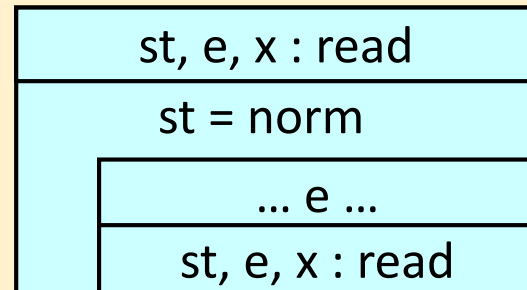 st, e, x : read
st = norm
... e ...
st, e, x : read